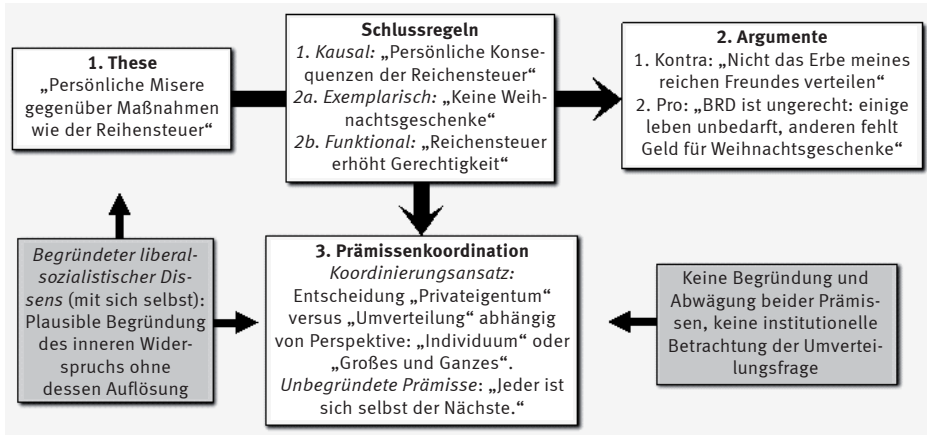 1. These
„Persönliche Misere
gegenüber Maßnahmen
wie der Reihensteuer“
Schlussregeln
1. Kausal: „Persönliche Konse-
quenzen der Reichensteuer“
2a. Exemplarisch: „Keine Weih-
nachtsgeschenke“
2b. Funktional: „Reichensteuer
erhöht Gerechtigkeit“
2. Argumente
1. Kontra: „Nicht das Erbe meines
reichen Freundes verteilen“
2. Pro: „BRD ist ungerecht: einige
leben unbedarft, anderen fehlt
Geld für Weihnachtsgeschenke“
Begründeter liberal-
sozialistischer Dis-
sens (mit sich selbst):
Plausible Begründung
des inneren Wider-
spruchs ohne
dessen Auflösung
3. Prämissenkoordination
Koordinierungsansatz:
Entscheidung „Privateigentum“
versus „Umverteilung“ abhängig
von Perspektive: „Individuum“ oder
„Großes und Ganzes“.
Unbegründete Prämisse: „Jeder ist
sich selbst der Nächste.“
Keine Begründung und
Abwägung beider Prämis-
sen, keine institutionelle
Betrachtung der Umvertei-
lungsfrage